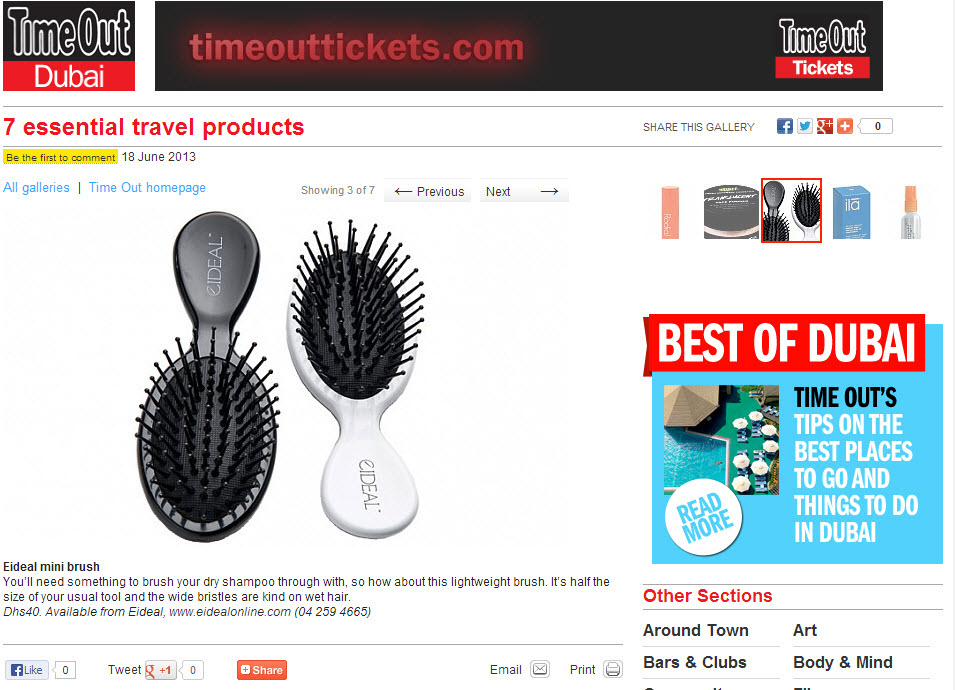 Time Out
Dubai
timeouttickets.com
Time Out
Tickets
7 essential travel products
SHARE THIS GALLERY
0
Be the first to comment 18 June 2013
All galleries | Time Out homepage
Showing 3 of 7
← Previous
Next →
EIDEAL
EIDEAL
Rodial
ila
BEST OF DUBAI
TIME OUT'S
TIPS ON THE
BEST PLACES
TO GO AND
THINGS TO DO
IN DUBAI
READ
MORE
Eideal mini brush
You'll need something to brush your dry shampoo through with, so how about this lightweight brush. It's half the
size of your usual tool and the wide bristles are kind on wet hair.
Dhs40. Available from Eideal, www.eidealonline.com (04 259 4665)
Other Sections
Around Town
Art
Bars & Clubs
Body & Mind
Like 0
Tweet
+1 0
Share
Email
Print